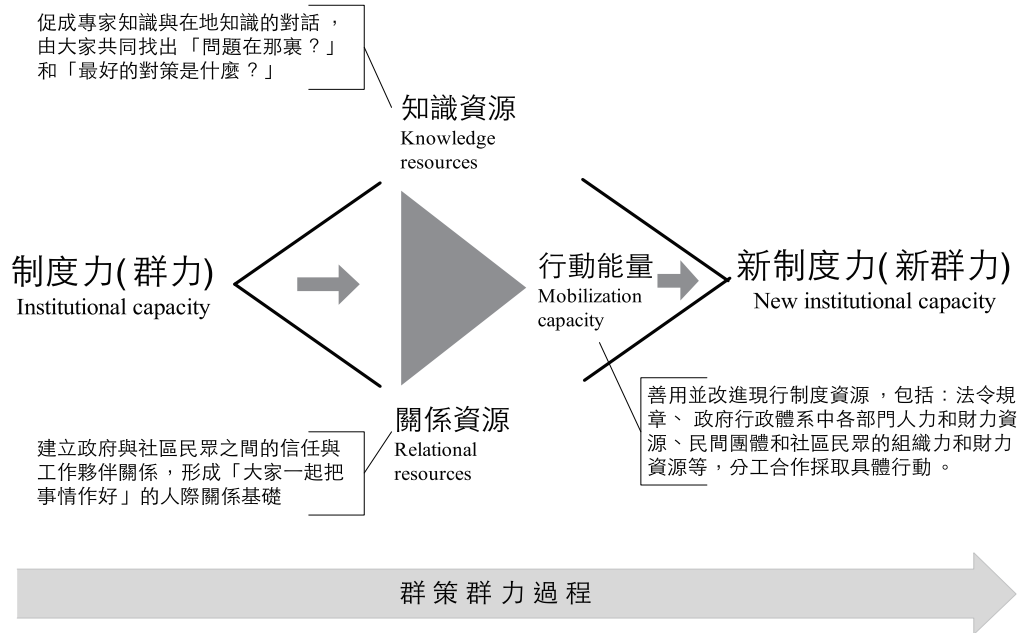 促成專家知識與在地知識的對話，
由大家共同找出「問題在那裏？」
和「最好的對策是什麼？」
知識資源
Knowledge
resources
制度力(群力)
Institutional capacity
行動能量
Mobilization
capacity
新制度力(新群力)
New institutional capacity
關係資源
Relational
resources
建立政府與社區民眾之間的信任與
工作夥伴關係，形成「大家一起把
事情作好」的人際關係基礎
善用並改進現行制度資源，包括：法令規
章、政府行政體系中各部門人力和財力資
源、民間團體和社區民眾的組織力和財力
資源等，分工合作採取具體行動。
群策群力過程